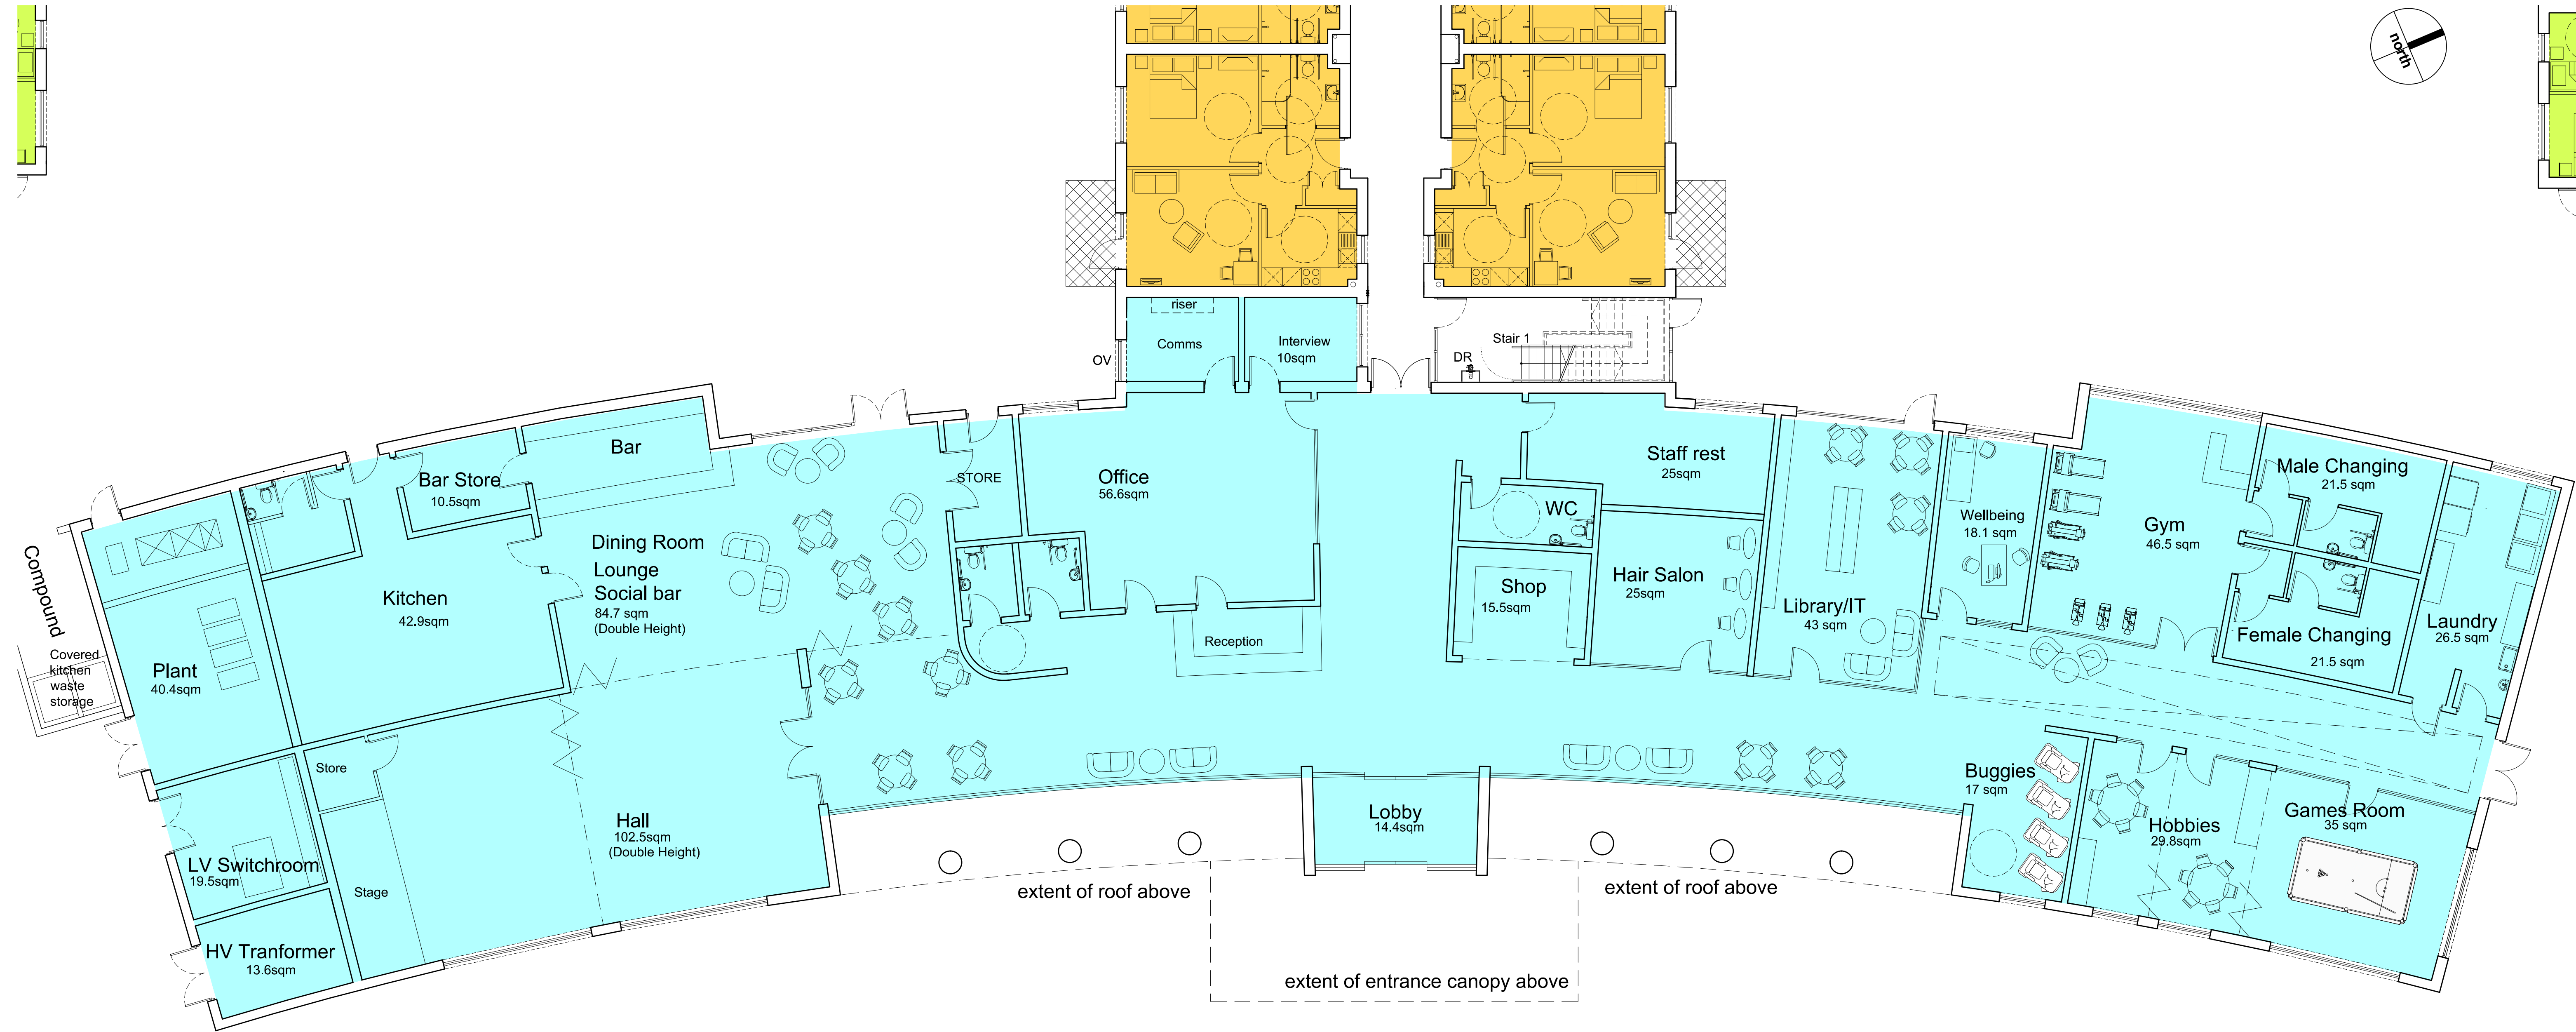 north
riser
Comms
Interview
10sqm
OV
Stair 1
DR
Bar
Bar Store
10.5sqm
STORE
Office
56.6sqm
Staff rest
25sqm
WC
Wellbeing
18.1 sqm
Gym
46.5 sqm
Male Changing
21.5 sqm
Dining Room
Lounge
Social bar
84.7 sqm
(Double Height)
Compound
Covered
kitchen
waste
storage
Kitchen
42.9sqm
Plant
40.4sqm
Reception
Shop
15.5sqm
Hair Salon
25sqm
Library/IT
43 sqm
Female Changing
21.5 sqm
Laundry
26.5 sqm
Store
Hall
102.5sqm
(Double Height)
Stage
LV Switchroom
19.5sqm
HV Tranformer
13.6sqm
Lobby
14.4sqm
Buggies
17 sqm
Hobbies
29.8sqm
Games Room
35 sqm
extent of roof above
extent of roof above
extent of entrance canopy above